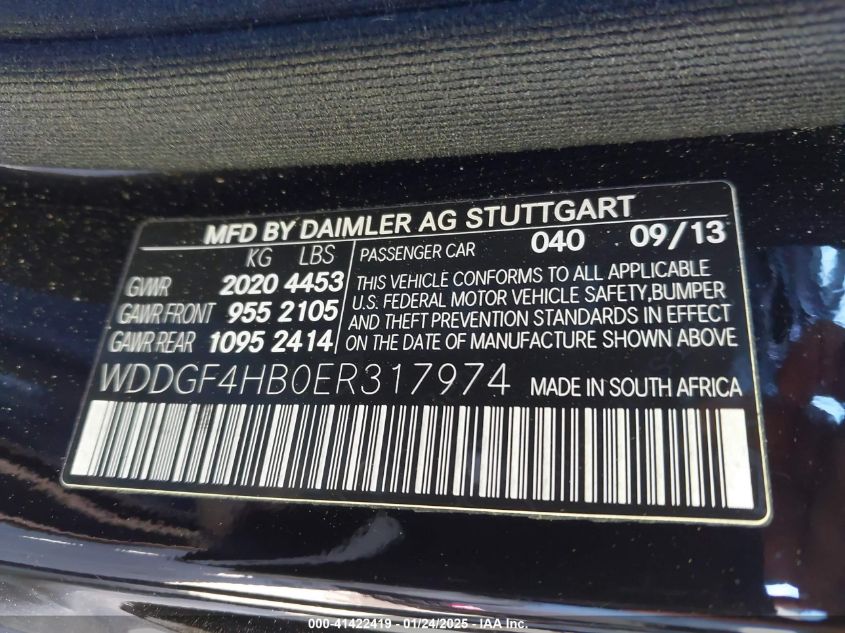 MFD BY DAIMLER AG STUTTGART
KG LBS PASSENGER CAR 040 09/13
GVWR 2020 4453
GAWR FRONT 955 2105
GAWR REAR 1095 2414
THIS VEHICLE CONFORMS TO ALL APPLICABLE
U.S. FEDERAL MOTOR VEHICLE SAFETY,BUMPER
AND THEFT PREVENTION STANDARDS IN EFFECT
ON THE DATE OF MANUFACTURE SHOWN ABOVE
WDDGF4HB0ER317974 MADE IN SOUTH AFRICA
000-41422419 - 01/24/2025 - IAA Inc.